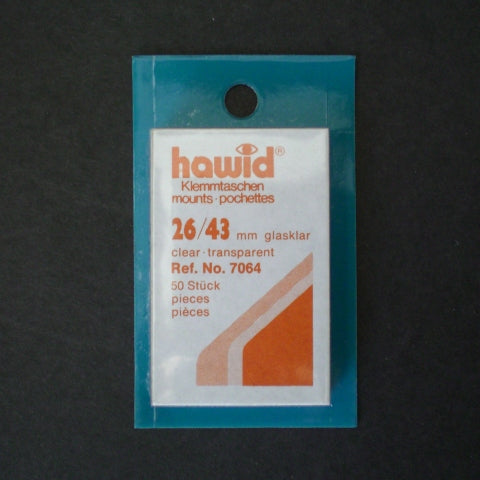 hawid®
Klemmtaschen
mounts·pochettes
26/43 mm glasklar
clear·transparent
Ref. No. 7064
50 Stück
pieces
pièces